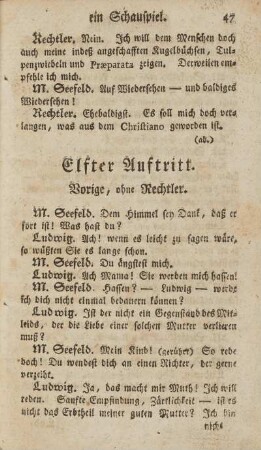 ein Schauspiel. 47
Rechtler. Nein. Ich will dem Menschen doch
auch meine indeß angeschafften Kugelbüchsen, Tul-
penzwiebeln und Præparata zeigen. Derweilen em-
pfehle ich mich.
M. Seefeld. Auf Wiedersehen — und baldiges
Wiedersehen!
Rechtler. Ehebaldigst. Es soll mich doch ver-
langen, was aus dem Christiano geworden ist.
(ab.)
Elfter Auftritt.
Vorige, ohne Rechtler.
M. Seefeld. Dem Himmel sey Dank, daß er
fort ist! Was hast du?
Ludwig. Ach! wenn es leicht zu sagen wäre,
so wüßten Sie es lange schon.
M. Seefeld. Du ängstest mich.
Ludwig. Ach Mama! Sie werden mich hassen!
M. Seefeld. Hassen? — Ludwig — werde
ich dich nicht einmal bedauern können?
Ludwig. Ist der nicht ein Gegenstand des Mit-
leids, der die Liebe einer solchen Mutter verlieren
muß?
M. Seefeld. Mein Kind! (gerührt) So rede
doch! Du wendest dich an einen Richter, der gerne
verzeiht.
Ludwig. Ja, das macht mir Muth! Ich will
reden. Sanfte Empfindung, Zärtlichkeit — ist es
nicht das Erbtheil meiner guten Mutter? Ich bin
nicht